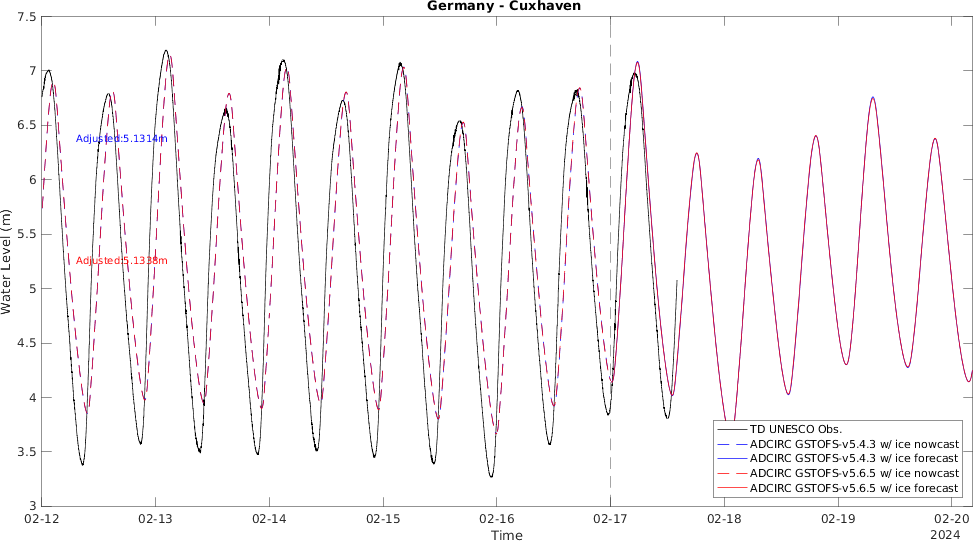 Germany - Cuxhaven
7.5
7
6.5
6
5.5
5
4.5
4
3.5
3
Water Level (m)
Adjusted:5.1314m
Adjusted:5.1338m
TD UNESCO Obs.
ADCIRC GSTOFS-v5.4.3 w/ ice nowcast
ADCIRC GSTOFS-v5.4.3 w/ ice forecast
ADCIRC GSTOFS-v5.6.5 w/ ice nowcast
ADCIRC GSTOFS-v5.6.5 w/ ice forecast
02-12 02-13 02-14 02-15 02-16 02-17 02-18 02-19 02-20
2024
Time